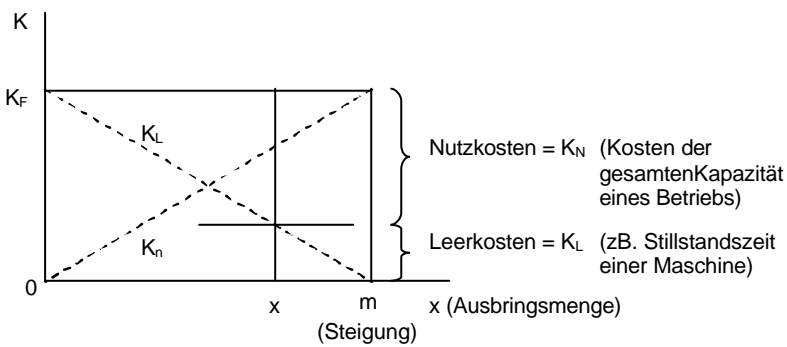 K
K_F
K_L
Nutzkosten = K_N (Kosten der
gesamtenKapazität
eines Betriebs)
K_n
Leerkosten = K_L (zB. Stillstandszeit
einer Maschine)
0
x m x (Ausbringsmenge)
(Steigung)